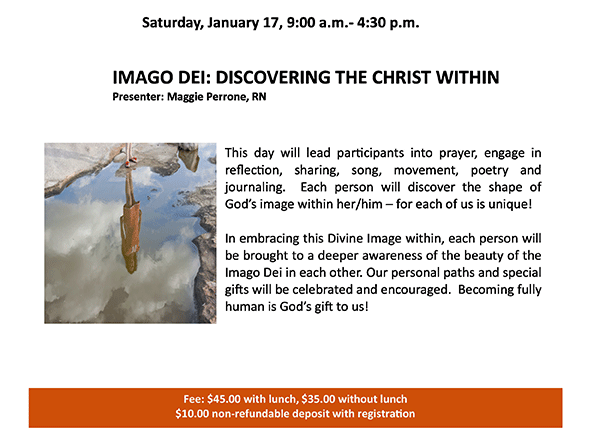 Saturday, January 17, 9:00 a.m.- 4:30 p.m.
IMAGO DEI: DISCOVERING THE CHRIST WITHIN
Presenter: Maggie Perrone, RN
This day will lead participants into prayer, engage in
reflection, sharing, song, movement, poetry and
journaling. Each person will discover the shape of
God's image within her/him – for each of us is unique!
In embracing this Divine Image within, each person will
be brought to a deeper awareness of the beauty of the
Imago Dei in each other. Our personal paths and special
gifts will be celebrated and encouraged. Becoming fully
human is God's gift to us!
Fee: $45.00 with lunch, $35.00 without lunch
$10.00 non-refundable deposit with registration